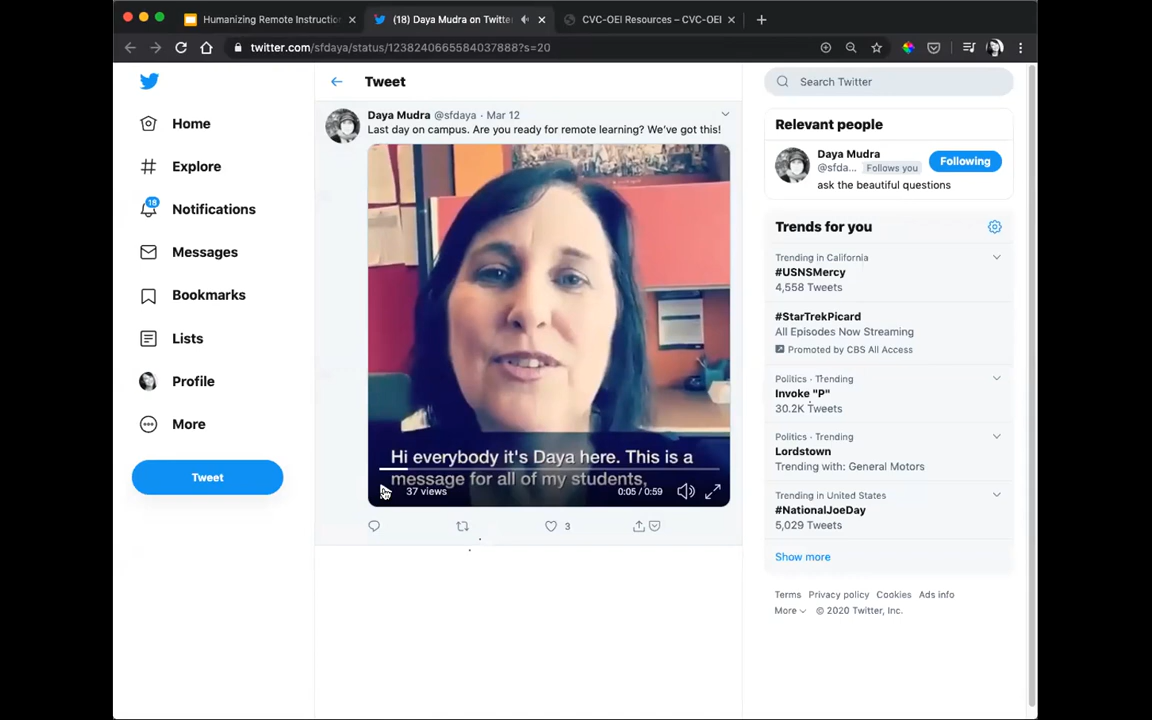 Humanizing Remote Instruction
(18) Daya Mudra on Twitter
CVC-OEI Resources – CVC-OEI
twitter.com/sfdaya/status/1238240665584037888?s=20
Home
Explore
18
Notifications
Messages
Bookmarks
Lists
Profile
More
Tweet
Tweet
Daya Mudra @sfdaya · Mar 12
Last day on campus. Are you ready for remote learning? We've got this!
Hi everybody it's Daya here. This is a
message for all of my students,
37 views
0:05 / 0:59
3
Search Twitter
Relevant people
Daya Mudra
@sfda... Follows you
Following
ask the beautiful questions
Trends for you
Trending in California
#USNSMercy
4,558 Tweets
#StarTrekPicard
All Episodes Now Streaming
Promoted by CBS All Access
Politics · Trending
Invoke "P"
30.2K Tweets
Politics · Trending
Lordstown
Trending with: General Motors
Trending in United States
#NationalJoeDay
5,029 Tweets
Show more
Terms Privacy policy Cookies Ads info
More © 2020 Twitter, Inc.